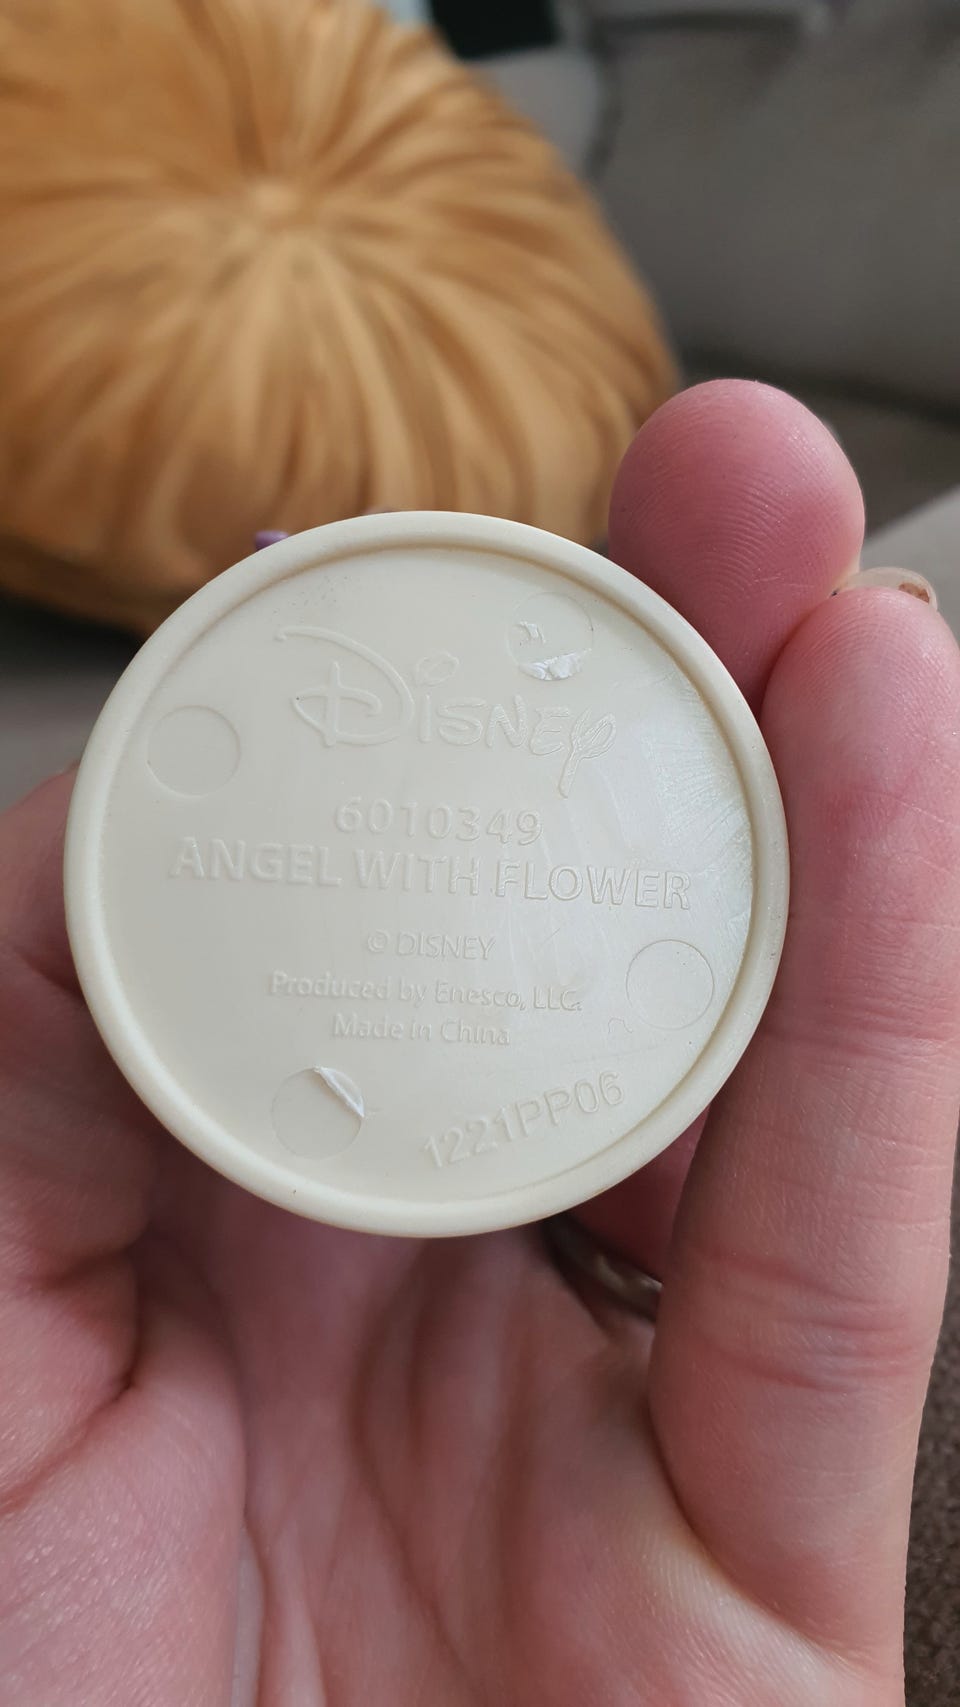 Disney
6010349
ANGEL WITH FLOWER
© DISNEY
Produced by Enesco, LLC.
Made in China
1221PP06